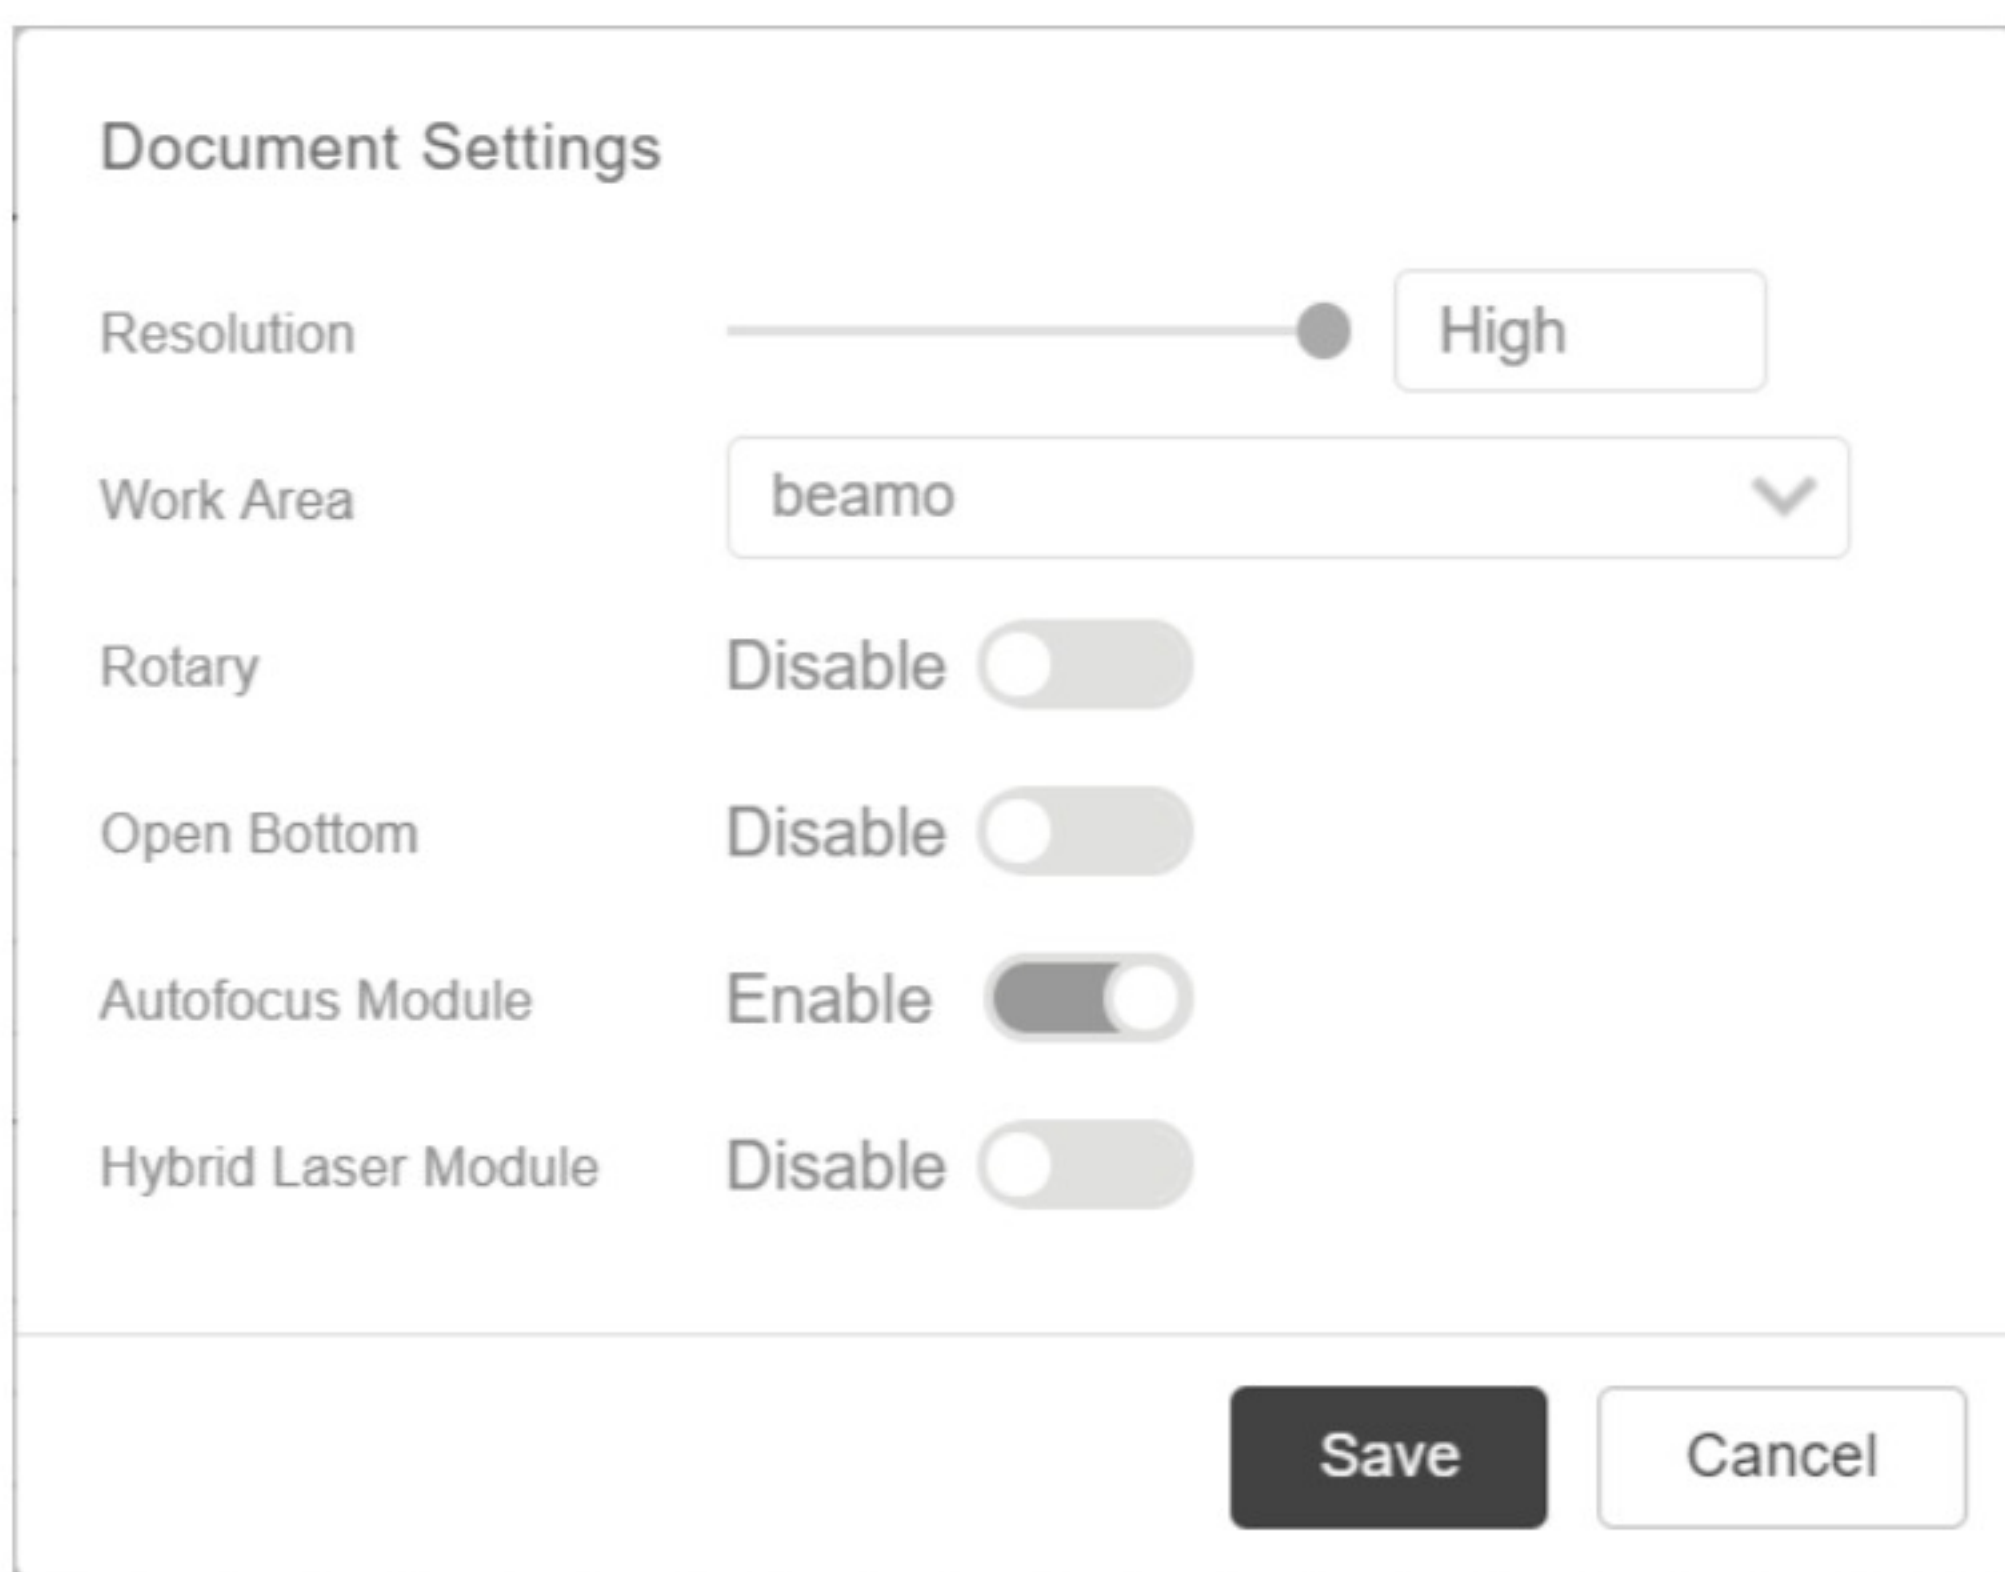 Document Settings
Resolution High
Work Area beamo
Rotary Disable
Open Bottom Disable
Autofocus Module Enable
Hybrid Laser Module Disable
Save Cancel